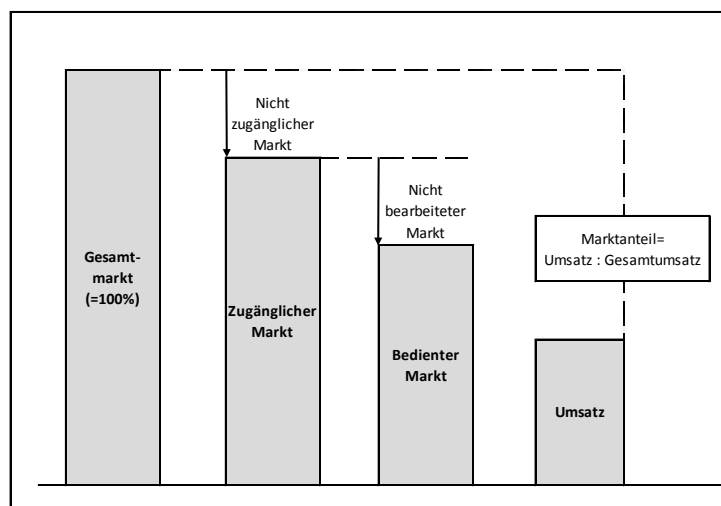 Nicht
zugänglicher
Markt
Nicht
bearbeiteter
Markt
Marktanteil=
Umsatz : Gesamtumsatz
Gesamt-
markt
(=100%)
Zugänglicher
Markt
Bedienter
Markt
Umsatz